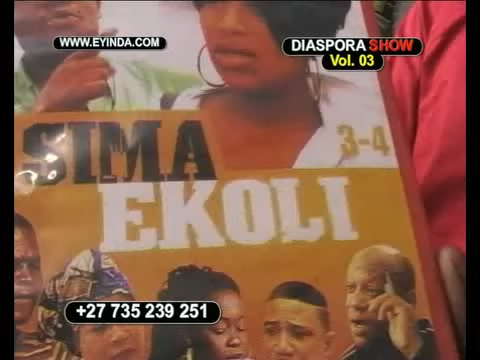 WWW.EYINDA.COM
DIASPORA SHOW
Vol. 03
3-4
SIMA
EKOLI
+27 735 239 251